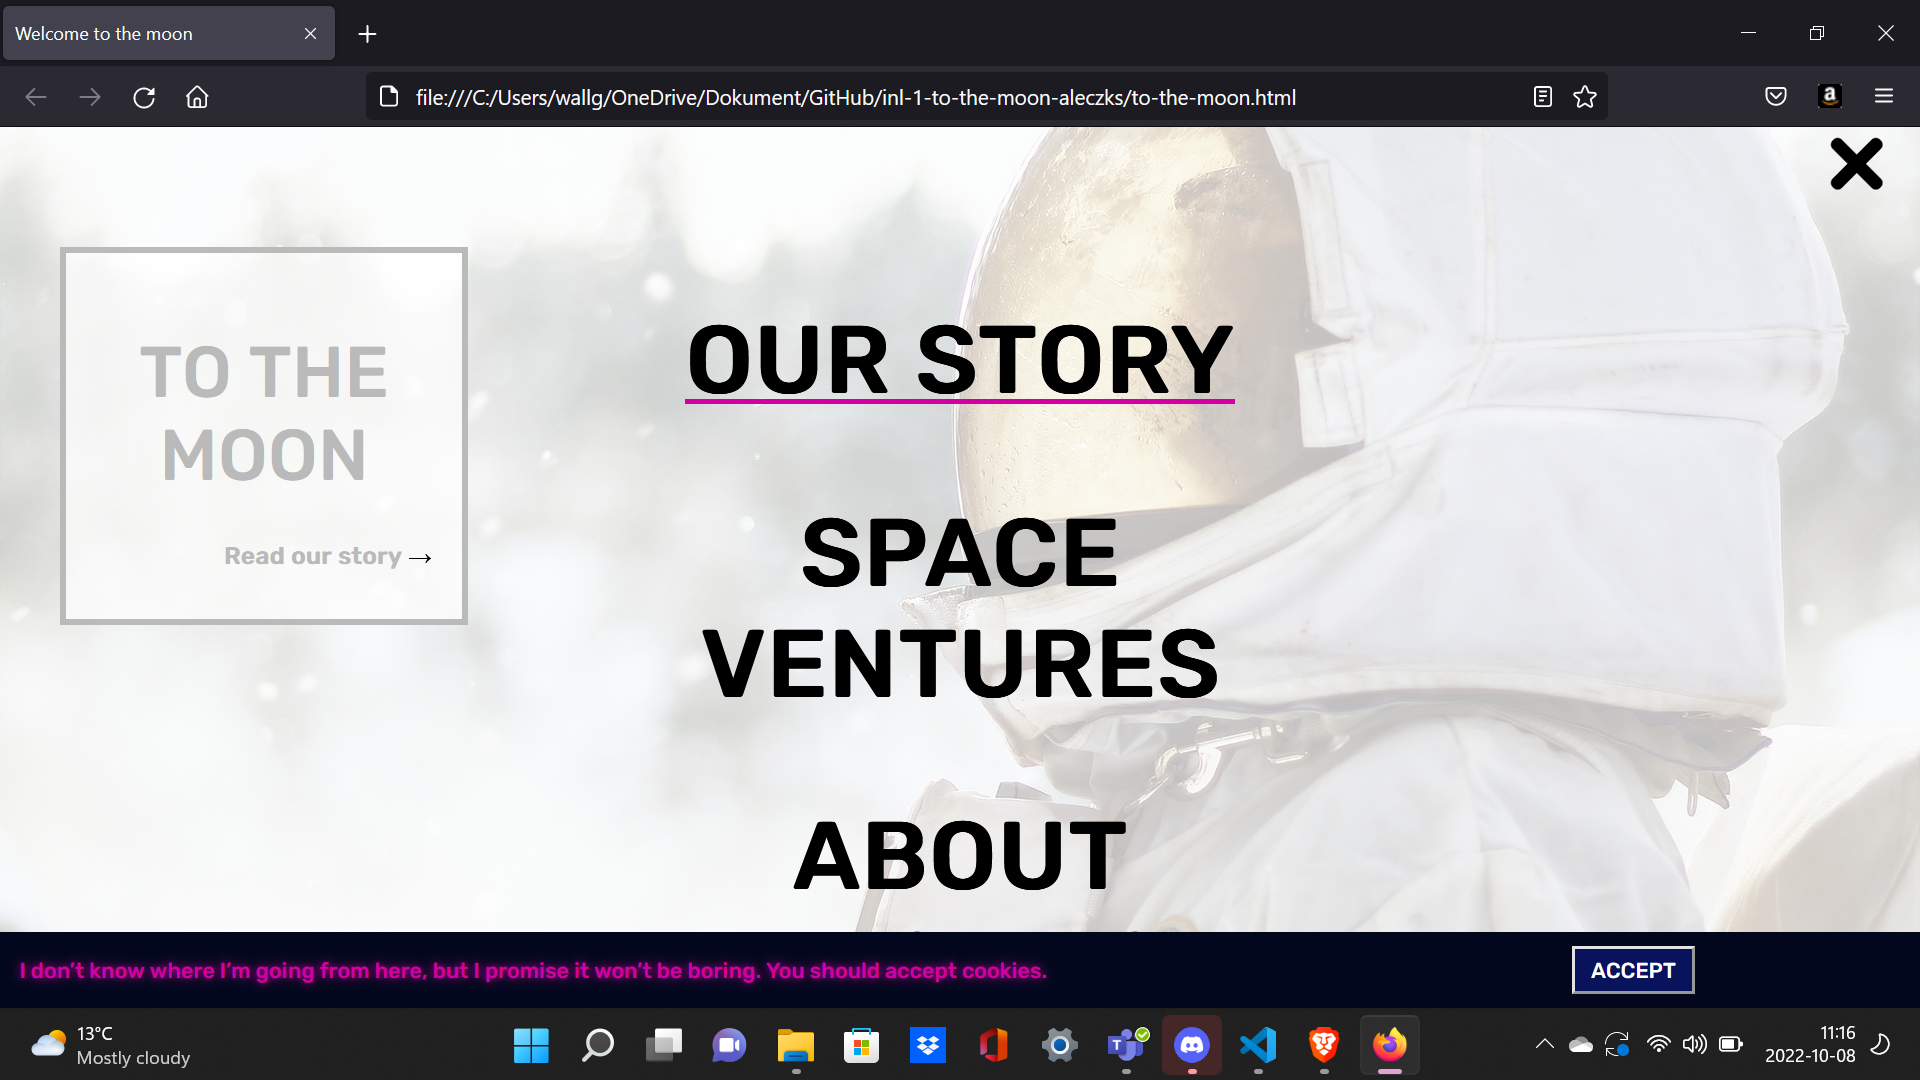 Welcome to the moon
file:///C:/Users/wallg/OneDrive/Dokument/GitHub/inl-1-to-the-moon-aleczks/to-the-moon.html
TO THE
MOON
Read our story →
OUR STORY
SPACE
VENTURES
ABOUT
I don't know where I'm going from here, but I promise it won't be boring. You should accept cookies.
ACCEPT
13°C
Mostly cloudy
11:16
2022-10-08